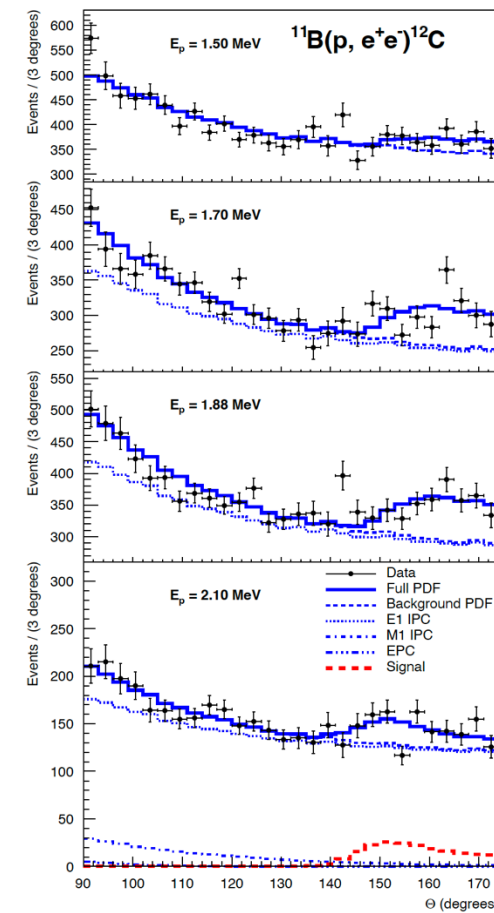 ¹¹B(p, e⁺e⁻)¹²C
Eₚ = 1.50 MeV
Events / (3 degrees)
600
550
500
450
400
350
300
Eₚ = 1.70 MeV
Events / (3 degrees)
450
400
350
300
250
Eₚ = 1.88 MeV
Events / (3 degrees)
550
500
450
400
350
300
Eₚ = 2.10 MeV
Events / (3 degrees)
300
250
200
150
100
50
0
Data
Full PDF
Background PDF
E1 IPC
M1 IPC
EPC
Signal
90 100 110 120 130 140 150 160 170
Θ (degrees